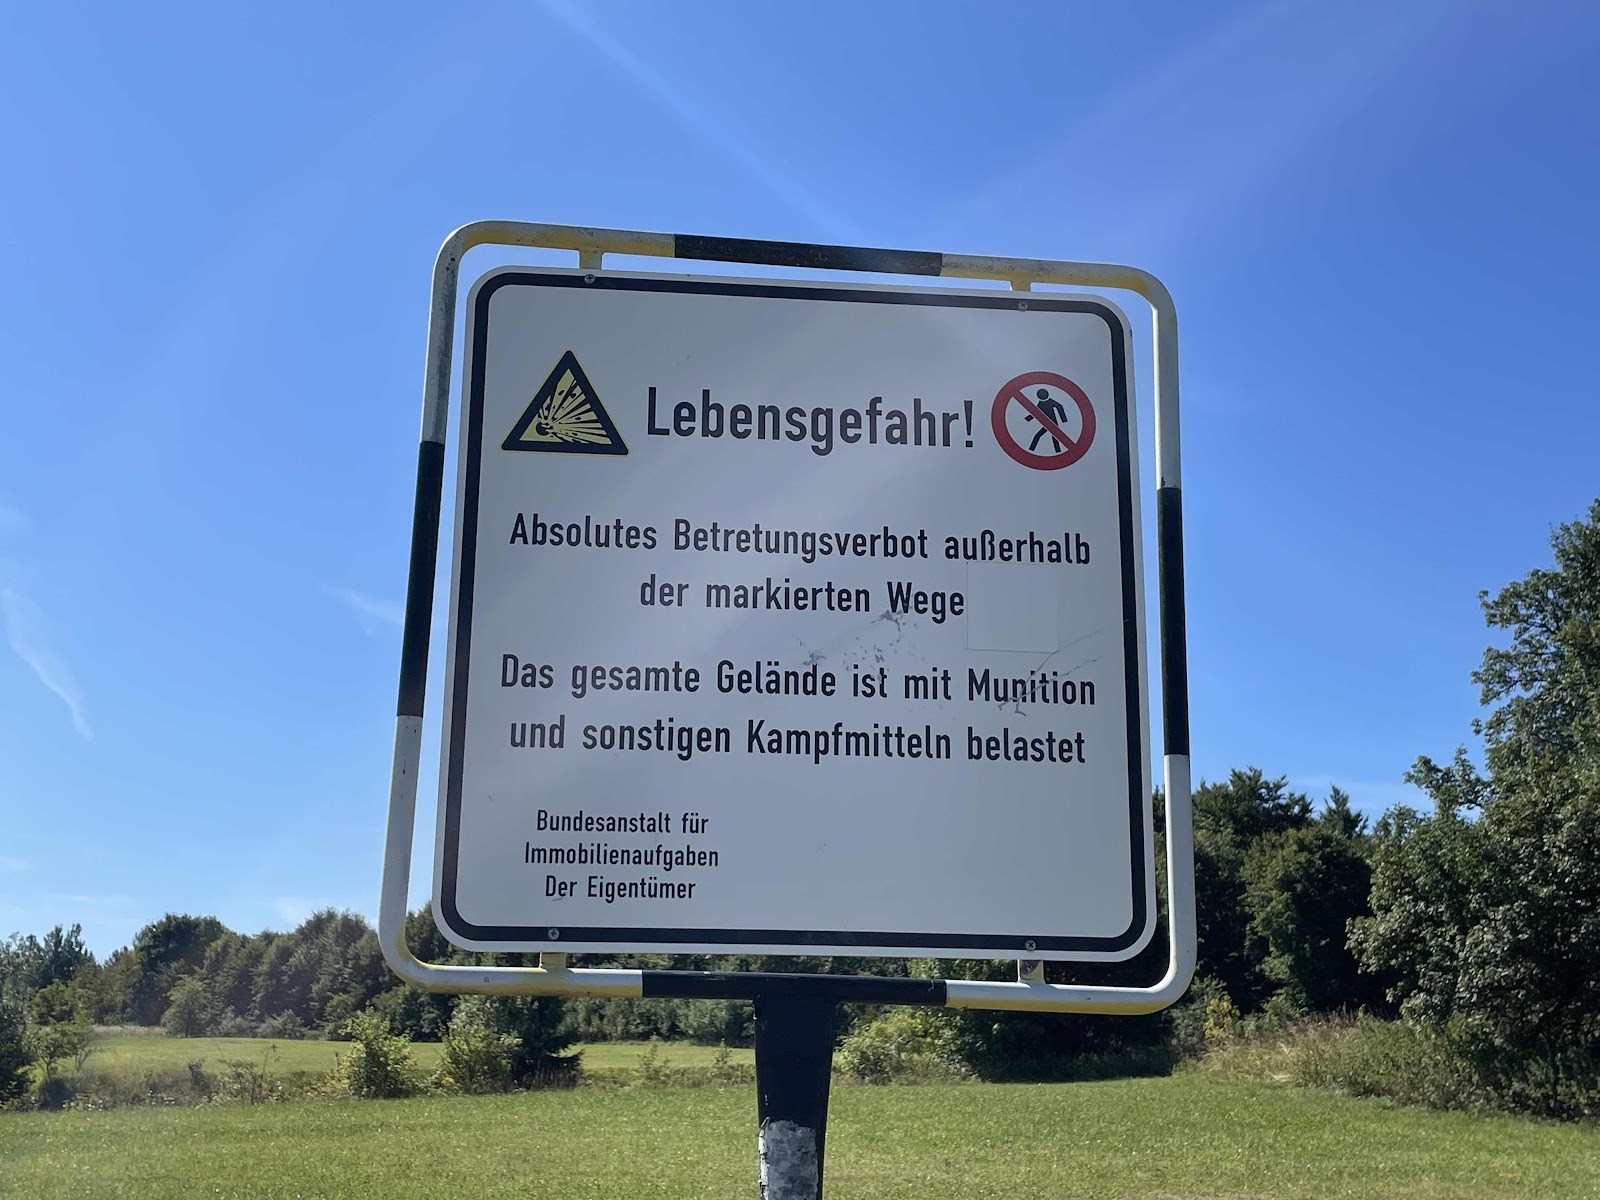 Lebensgefahr!
Absolutes Betretungsverbot außerhalb
der markierten Wege
Das gesamte Gelände ist mit Munition
und sonstigen Kampfmitteln belastet
Bundesanstalt für
Immobilienaufgaben
Der Eigentümer